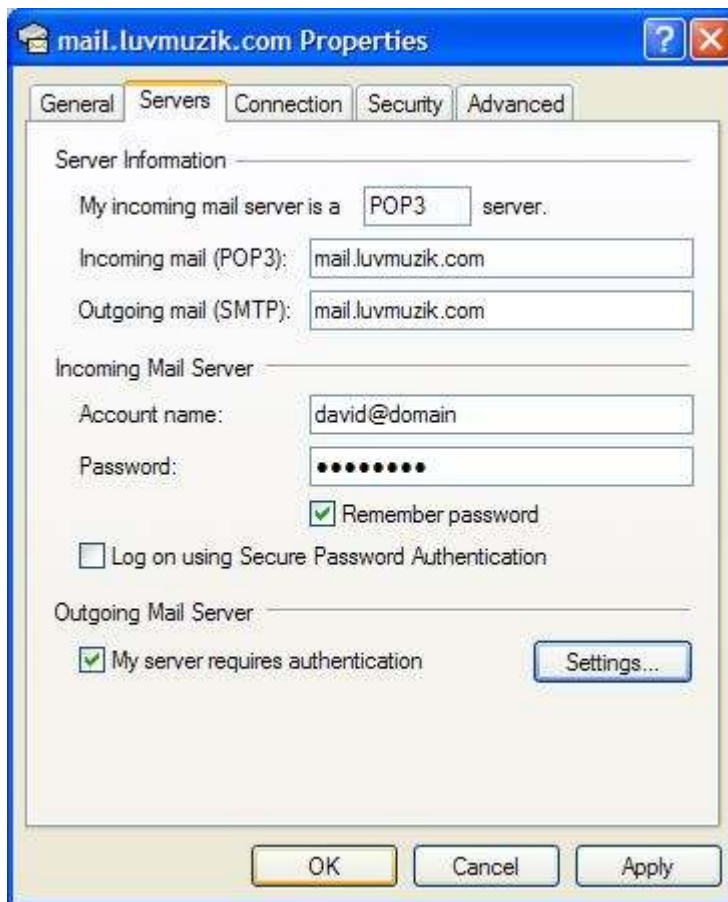 mail.luvmuzik.com Properties
General Servers Connection Security Advanced
Server Information
My incoming mail server is a POP3 server.
Incoming mail (POP3): mail.luvmuzik.com
Outgoing mail (SMTP): mail.luvmuzik.com
Incoming Mail Server
Account name: david@domain
Password: ●●●●●●●●
Remember password
Log on using Secure Password Authentication
Outgoing Mail Server
My server requires authentication Settings...
OK Cancel Apply